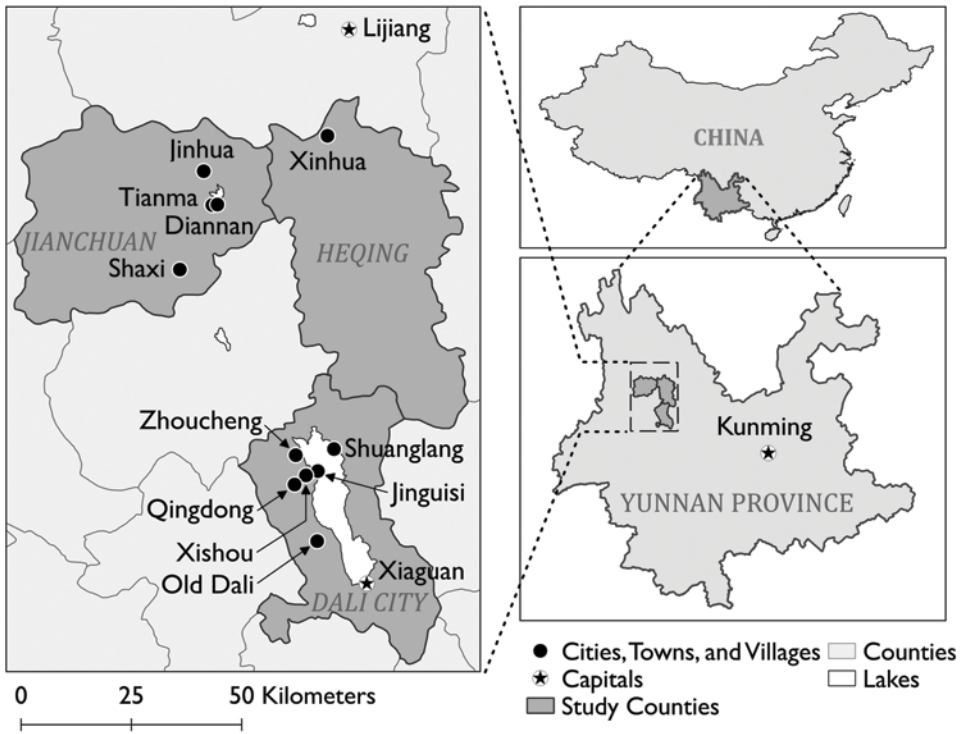 Lijiang
Jinhua
Xinhua
Tianma
Diannan
JIANCHUAN
HEQING
Shaxi
Zhoucheng
Shuanglang
Jinguisi
Qingdong
Xishou
Old Dali
Xiaguan
DALI CITY
0 25 50 Kilometers
CHINA
Kunming
YUNNAN PROVINCE
Cities, Towns, and Villages
Counties
Capitals
Lakes
Study Counties